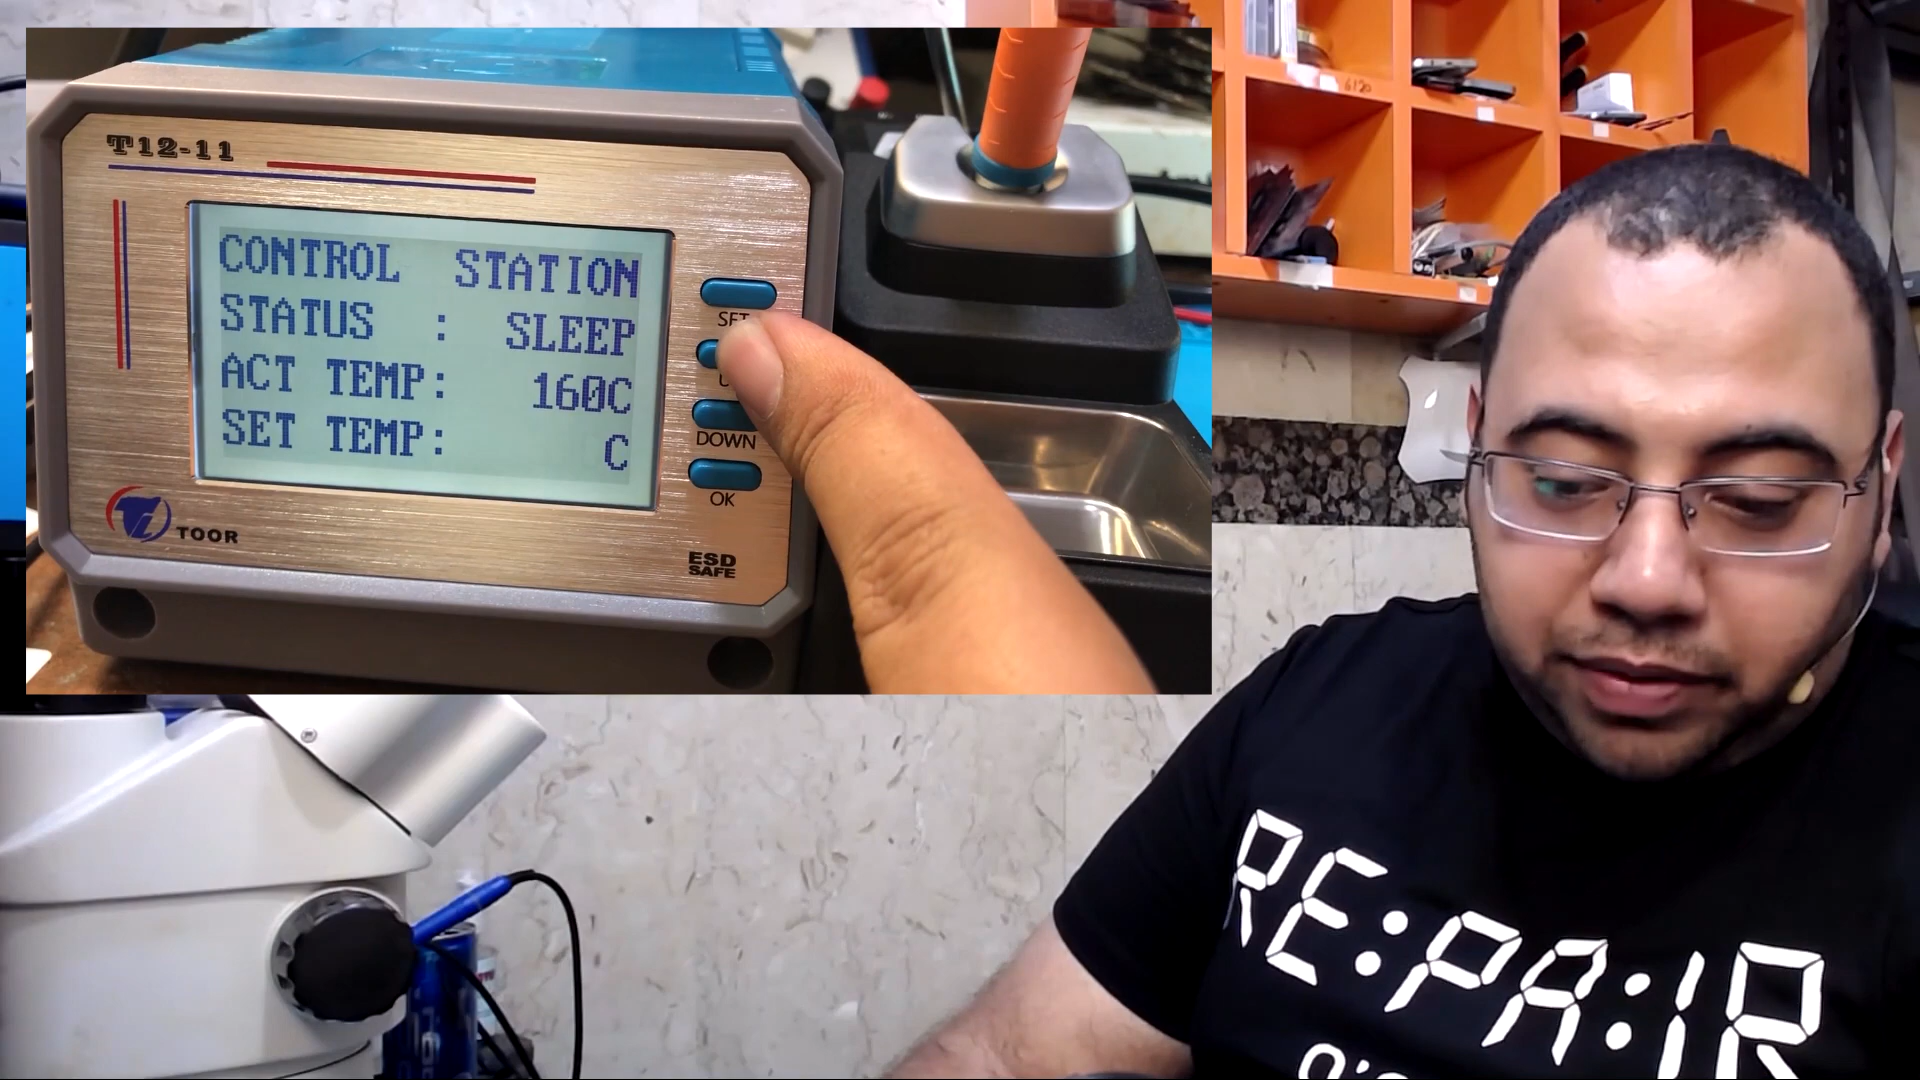 T12-11
CONTROL STATION
STATUS : SLEEP
ACT TEMP: 160C
SET TEMP: C
SET
U
DOWN
OK
TOOR
ESD
SAFE
6120
RE:PA:IR